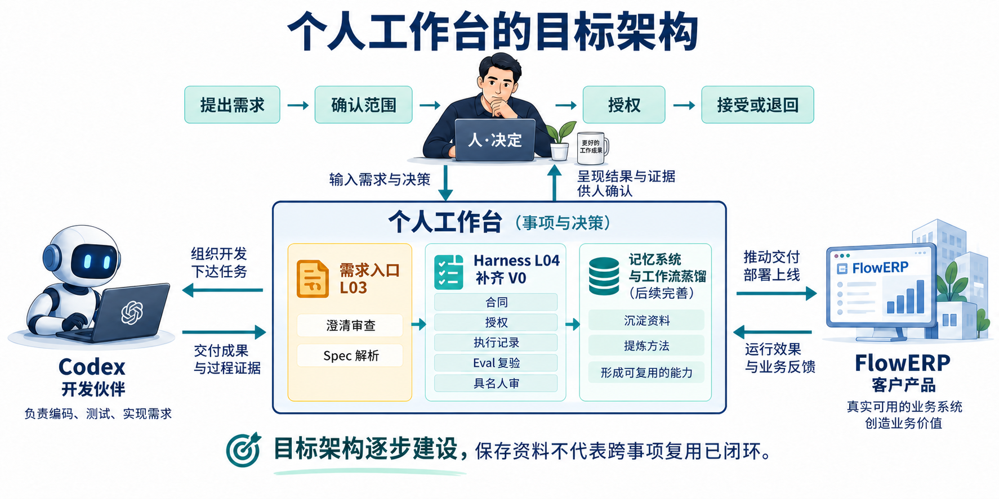 个人工作台的目标架构
提出需求
确认范围
人·决定
更好的
工作成果
授权
接受或退回
输入需求与决策
呈现结果与证据
供人确认
个人工作台（事项与决策）
组织开发
下达任务
交付成果
与过程证据
Codex
开发伙伴
负责编码、测试、实现需求
需求入口
L03
澄清审查
Spec 解析
Harness L04
补齐 V0
合同
授权
执行记录
Eval 复验
具名人审
记忆系统
与工作流蒸馏
（后续完善）
沉淀资料
提炼方法
形成可复用的能力
推动交付
部署上线
运行效果
与业务反馈
FlowERP
FlowERP
客户产品
真实可用的业务系统
创造业务价值
目标架构逐步建设，保存资料不代表跨事项复用已闭环。